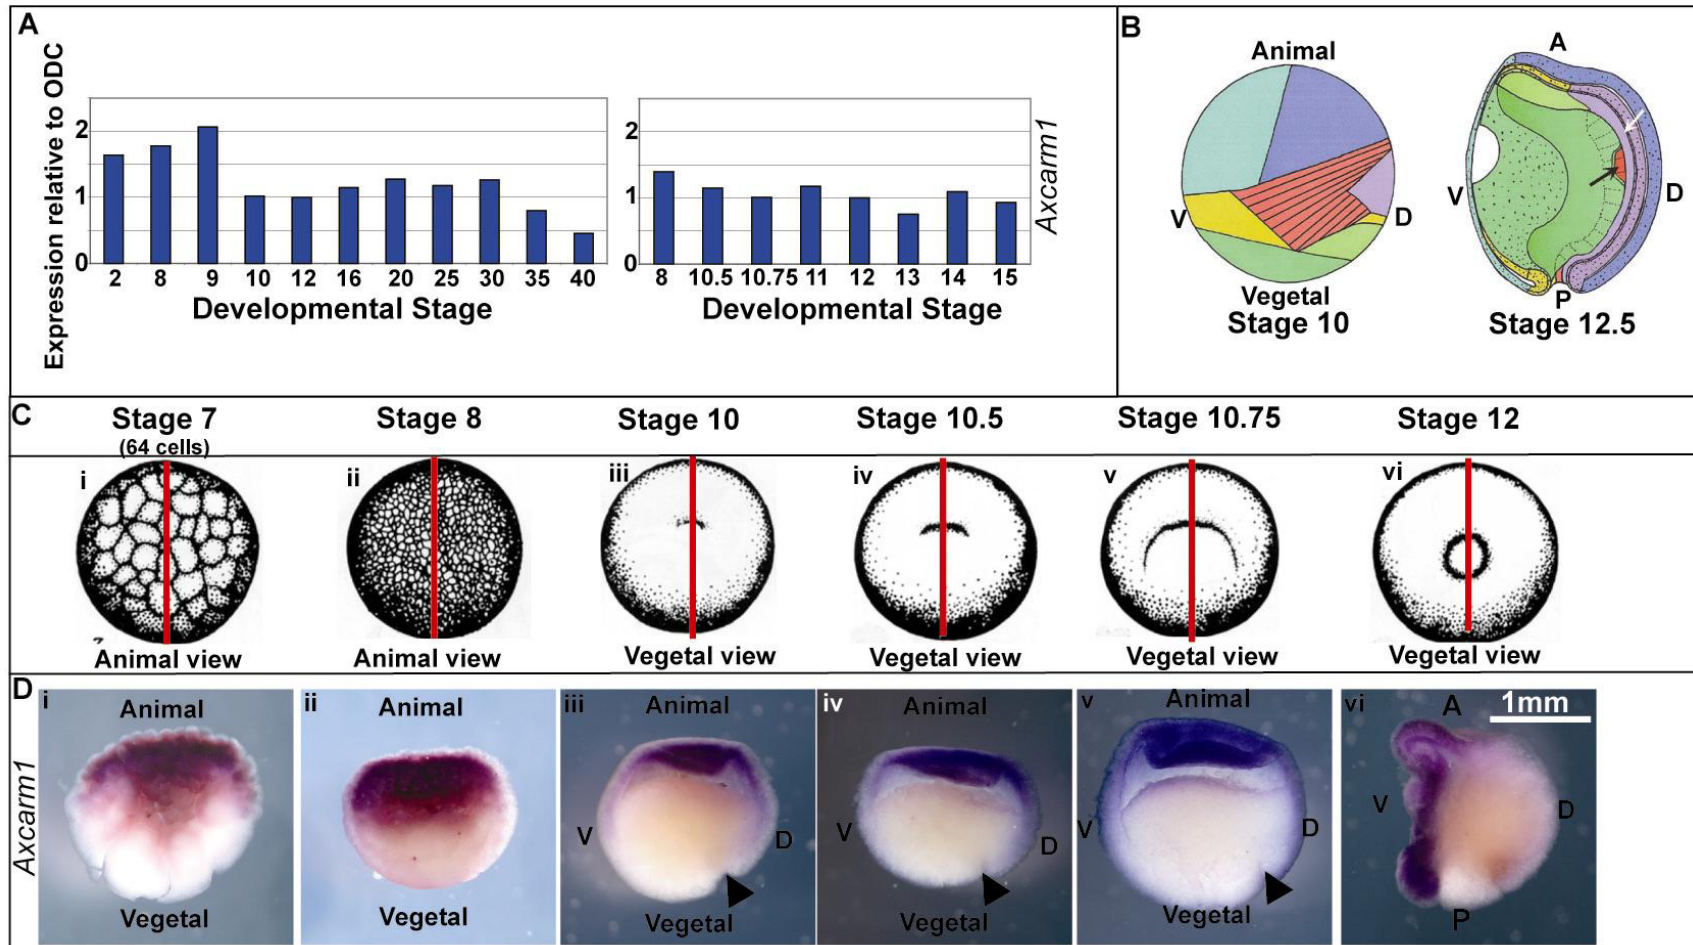 A
Expression relative to ODC
2
1
0
2 8 9 10 12 16 20 25 30 35 40
Developmental Stage
2
1
0
8 10.5 10.75 11 12 13 14 15
Developmental Stage
Axcarm1
B
Animal
V
D
Vegetal
Stage 10
A
V
D
P
Stage 12.5
C
Stage 7
(64 cells)
Stage 8
Stage 10
Stage 10.5
Stage 10.75
Stage 12
i
Animal view
ii
Animal view
iii
Vegetal view
iv
Vegetal view
v
Vegetal view
vi
Vegetal view
D
Axcarm1
i
Animal
Vegetal
ii
Animal
Vegetal
iii
Animal
V
D
Vegetal
iv
Animal
V
D
Vegetal
v
Animal
V
D
Vegetal
vi
A
1mm
V
D
P